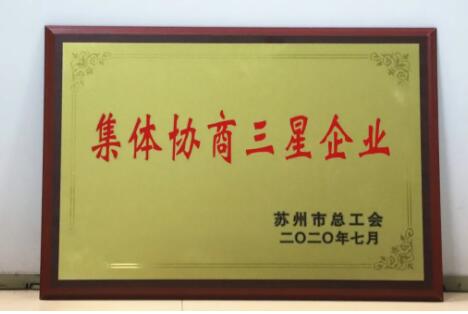 集体协商三星企业
苏州市总工会
二〇二〇年七月